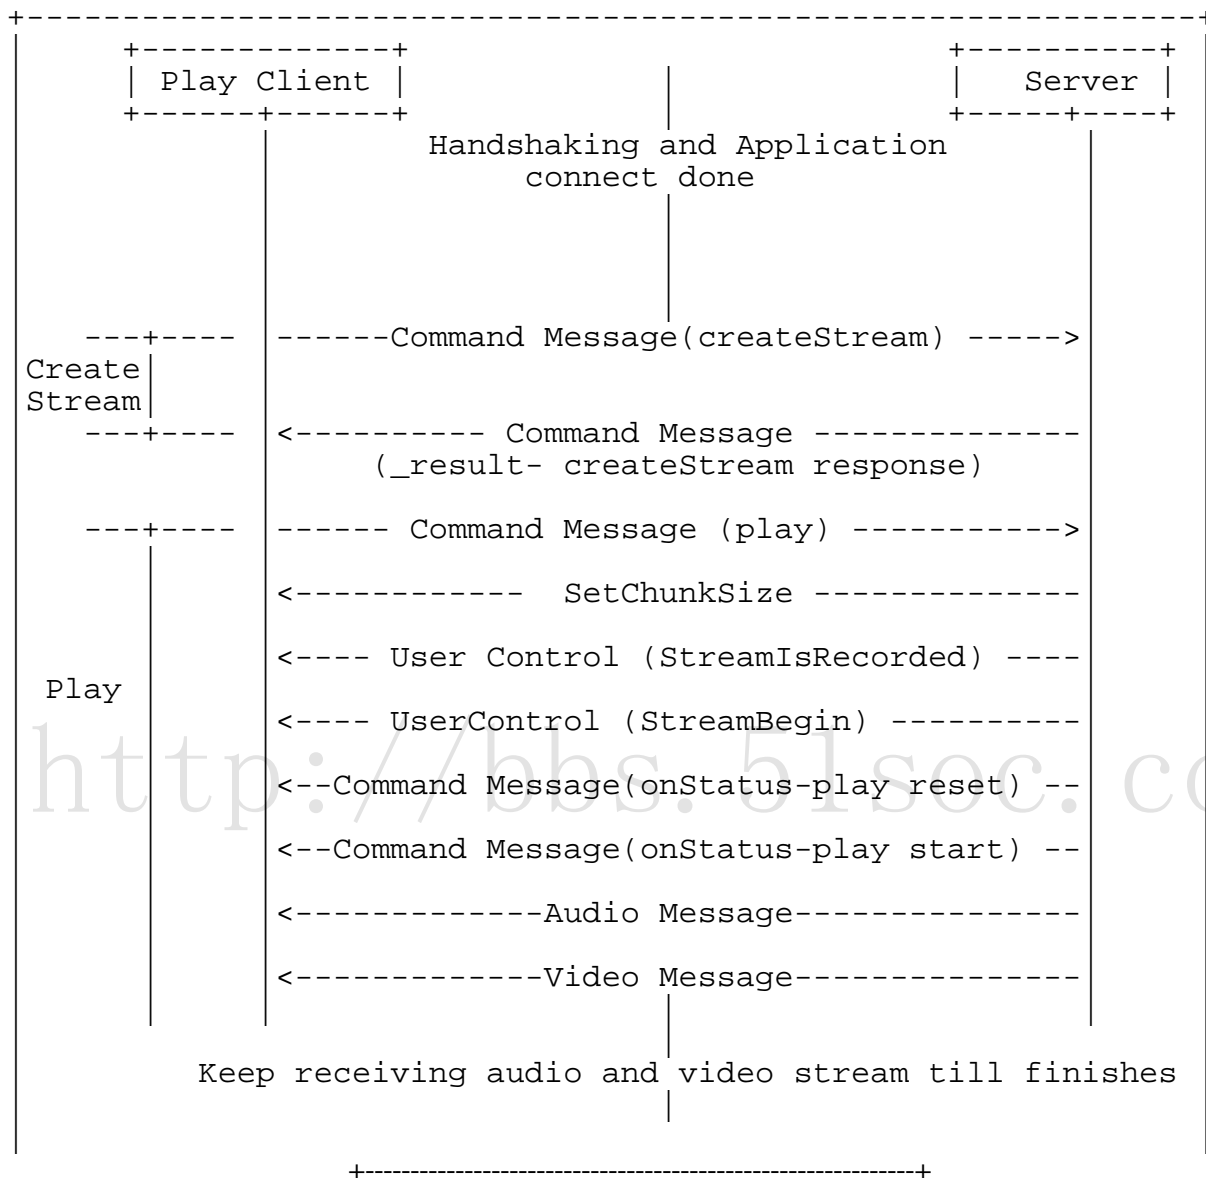 +-------------------------------------------------------------+
+-------------+ +----------+
| Play Client | | | Server |
+------+------+ | +-----+----+
Handshaking and Application
connect done
---+---- ------Command Message(createStream) ----->
Create
Stream
---+---- <---------- Command Message --------------
(_result- createStream response)
---+---- ------ Command Message (play) ----------->
<------------ SetChunkSize --------------
<---- User Control (StreamIsRecorded) ----
Play
<---- UserControl (StreamBegin) ----------
http://bbs.51soc.co
<--Command Message(onStatus-play reset) --
<--Command Message(onStatus-play start) --
<-------------Audio Message---------------
<-------------Video Message---------------
Keep receiving audio and video stream till finishes
+-------------------------------------------------------------+